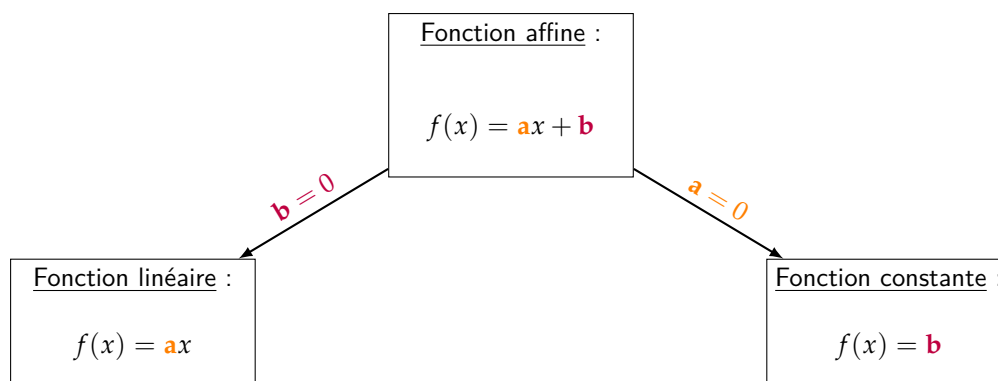 Fonction affine :
f(x) = ax + b
b = 0
a = 0
Fonction linéaire :
f(x) = ax
Fonction constante :
f(x) = b